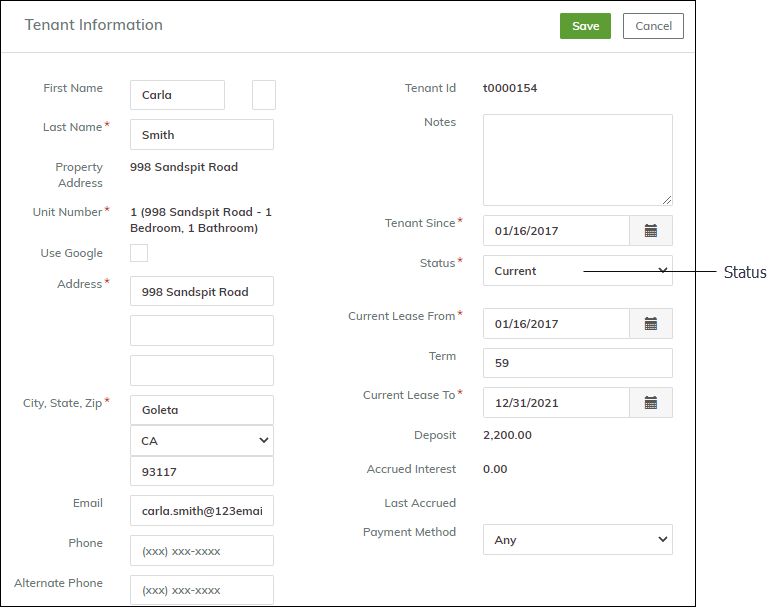 Tenant Information
Save
Cancel
First Name
Carla
Last Name*
Smith
Property
Address
998 Sandspit Road
Unit Number*
1 (998 Sandspit Road - 1
Bedroom, 1 Bathroom)
Use Google
Address*
998 Sandspit Road
City, State, Zip*
Goleta
CA
93117
Email
carla.smith@123emai
Phone
(xxx) xxx-xxxx
Alternate Phone
(xxx) xxx-xxxx
Tenant Id
t0000154
Notes
Tenant Since*
01/16/2017
Status*
Current
Status
Current Lease From*
01/16/2017
Term
59
Current Lease To*
12/31/2021
Deposit
2,200.00
Accrued Interest
0.00
Last Accrued
Payment Method
Any